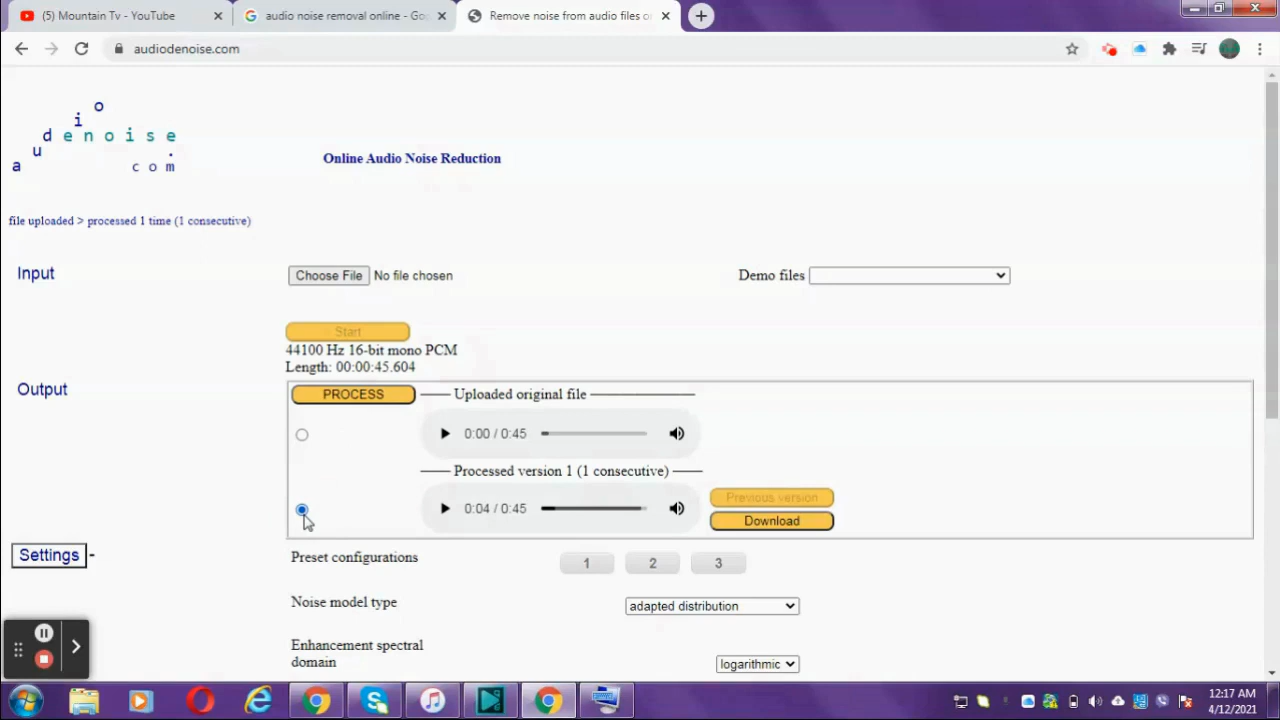 (5) Mountain Tv - YouTube
audio noise removal online - Goo
Remove noise from audio files o
audiodenoise.com
audiodenoise
.com
Online Audio Noise Reduction
file uploaded > processed 1 time (1 consecutive)
Input
Choose File No file chosen
Demo files
Start
44100 Hz 16-bit mono PCM
Length: 00:00:45.604
Output
PROCESS
Uploaded original file
0:00 / 0:45
Processed version 1 (1 consecutive)
0:04 / 0:45
Previous version
Download
Settings -
Preset configurations
1 2 3
Noise model type
adapted distribution
Enhancement spectral
domain
logarithmic
12:17 AM
4/12/2021